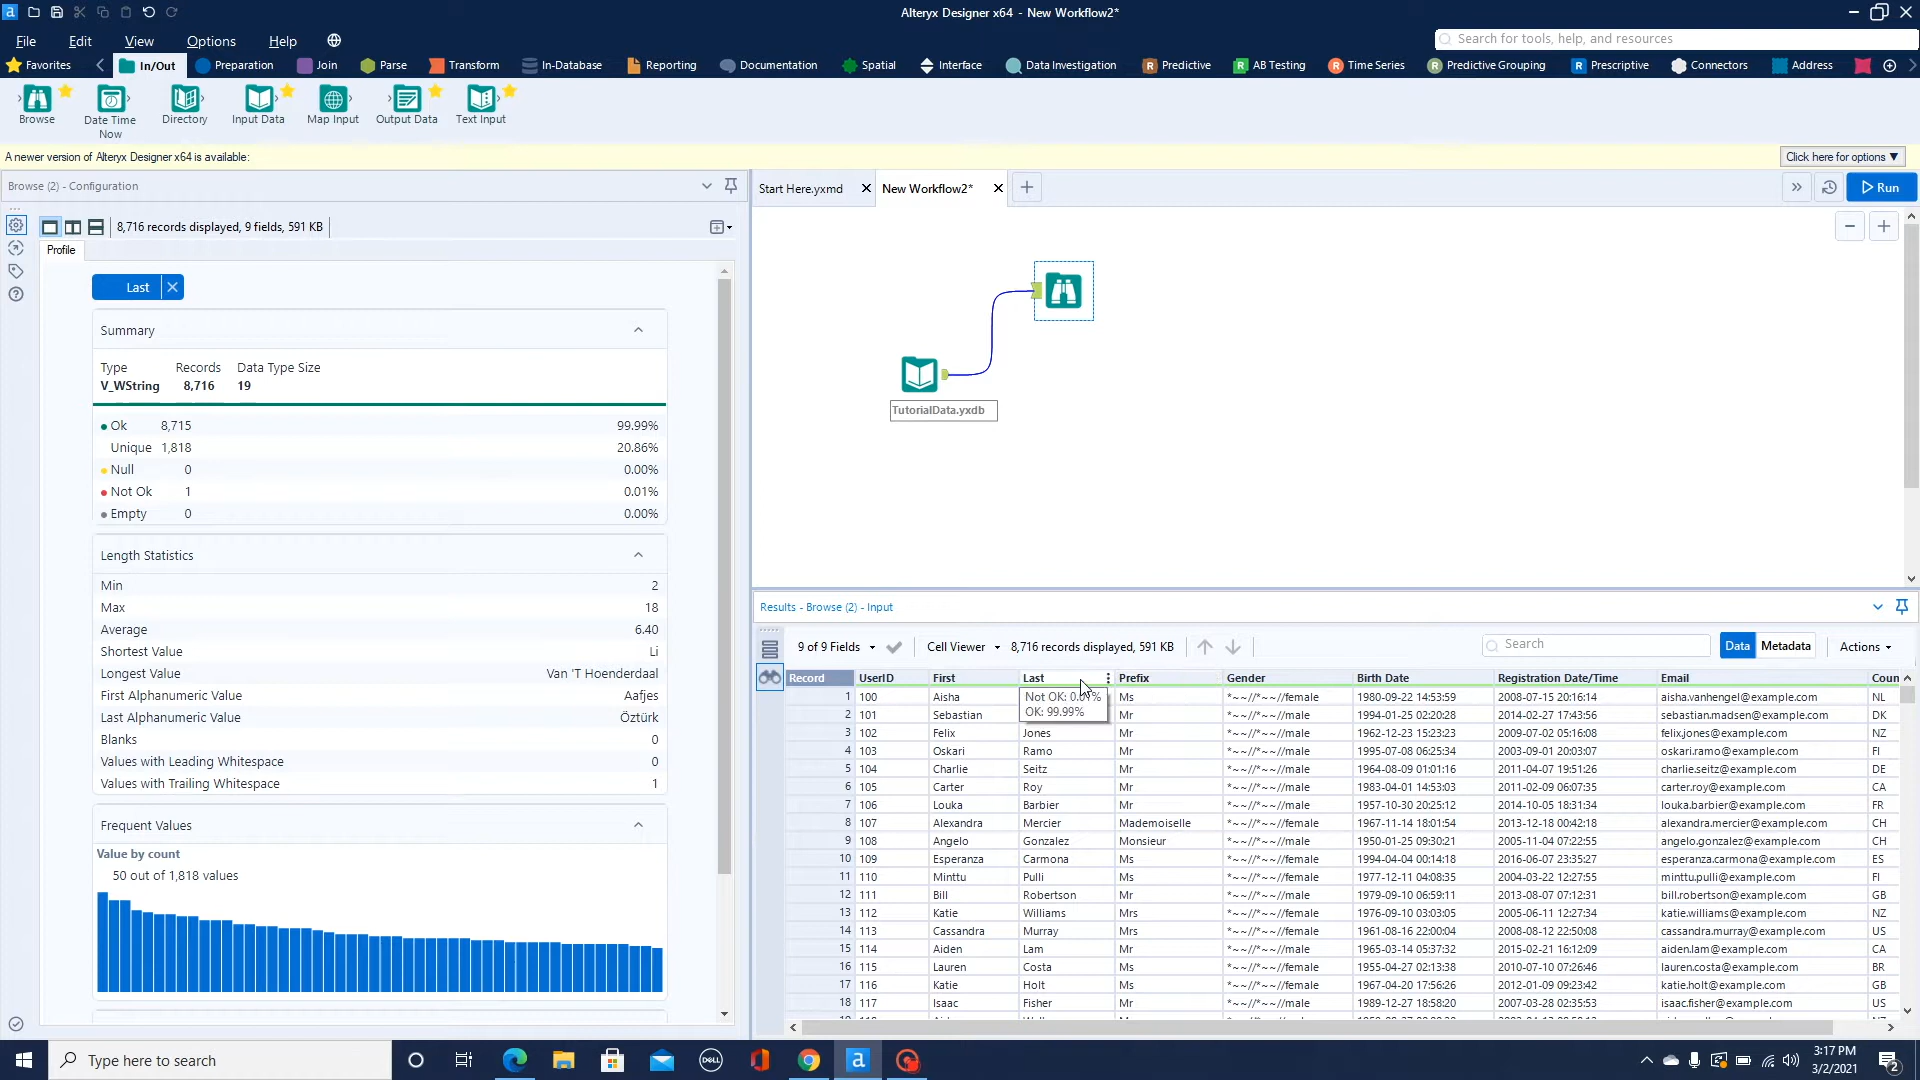 Alteryx Designer x64 - New Workflow2*
File Edit View Options Help
Search for tools, help, and resources
Favorites In/Out Preparation Join Parse Transform In-Database Reporting Documentation Spatial Interface Data Investigation Predictive AB Testing Time Series Predictive Grouping Prescriptive Connectors Address
Browse Date Time Now Directory Input Data Map Input Output Data Text Input
A newer version of Alteryx Designer x64 is available:
Click here for options ▼
Browse (2) - Configuration
8,716 records displayed, 9 fields, 591 KB
Profile
Last
Summary
Type Records Data Type Size
V_WString 8,716 19
Ok 8,715 99.99%
Unique 1,818 20.86%
Null 0 0.00%
Not Ok 1 0.01%
Empty 0 0.00%
Length Statistics
Min 2
Max 18
Average 6.40
Shortest Value Li
Longest Value Van 'T Hoenderdaal
First Alphanumeric Value Aafjes
Last Alphanumeric Value Öztürk
Blanks 0
Values with Leading Whitespace 0
Values with Trailing Whitespace 1
Frequent Values
Value by count
50 out of 1,818 values
Start Here.yxmd New Workflow2*
Run
TutorialData.yxdb
Results - Browse (2) - Input
9 of 9 Fields Cell Viewer 8,716 records displayed, 591 KB Search Data Metadata Actions
Record UserID First Last Prefix Gender Birth Date Registration Date/Time Email Coun
1 100 Aisha Ms *~~//*~~//female 1980-09-22 14:53:59 2008-07-15 20:16:14 aisha.vanhengel@example.com NL
Not OK: 0.01%
OK: 99.99%
2 101 Sebastian Mr *~~//*~~//male 1994-01-25 02:20:28 2014-02-27 17:43:56 sebastian.madsen@example.com DK
3 102 Felix Jones Mr *~~//*~~//male 1962-12-23 15:23:23 2009-07-02 05:16:08 felix.jones@example.com NZ
4 103 Oskari Ramo Mr *~~//*~~//male 1995-07-08 06:25:34 2003-09-01 20:03:07 oskari.ramo@example.com FI
5 104 Charlie Seitz Mr *~~//*~~//male 1964-08-09 01:01:16 2011-04-07 19:51:26 charlie.seitz@example.com DE
6 105 Carter Roy Mr *~~//*~~//male 1983-04-01 14:53:03 2011-02-09 06:07:35 carter.roy@example.com CA
7 106 Louka Barbier Mr *~~//*~~//male 1957-10-30 20:25:12 2014-10-05 18:31:34 louka.barbier@example.com FR
8 107 Alexandra Mercier Mademoiselle *~~//*~~//female 1967-11-14 18:01:54 2013-12-18 00:42:18 alexandra.mercier@example.com CH
9 108 Angelo Gonzalez Monsieur *~~//*~~//male 1950-01-25 09:30:21 2005-11-04 07:22:55 angelo.gonzalez@example.com CH
10 109 Esperanza Carmona Ms *~~//*~~//female 1994-04-04 00:14:18 2016-06-07 23:35:27 esperanza.carmona@example.com ES
11 110 Minttu Pulli Ms *~~//*~~//female 1977-12-11 04:08:35 2004-03-22 12:27:55 minttu.pulli@example.com FI
12 111 Bill Robertson Mr *~~//*~~//male 1979-09-10 06:59:11 2013-08-07 07:12:31 bill.robertson@example.com GB
13 112 Katie Williams Mrs *~~//*~~//female 1976-09-10 03:03:05 2005-06-11 12:27:34 katie.williams@example.com NZ
14 113 Cassandra Murray Mrs *~~//*~~//female 1961-08-16 22:00:04 2008-08-12 22:50:08 cassandra.murray@example.com US
15 114 Aiden Lam Mr *~~//*~~//male 1965-03-14 05:37:32 2015-02-21 16:12:09 aiden.lam@example.com CA
16 115 Lauren Costa Ms *~~//*~~//female 1955-04-27 02:13:38 2010-07-10 07:26:46 lauren.costa@example.com BR
17 116 Katie Holt Ms *~~//*~~//female 1967-04-20 17:56:26 2012-01-09 09:23:42 katie.holt@example.com GB
18 117 Isaac Fisher Mr *~~//*~~//male 1989-12-27 18:58:20 2007-03-28 02:35:53 isaac.fisher@example.com US
Type here to search
DELL
3:17 PM
3/2/2021
2